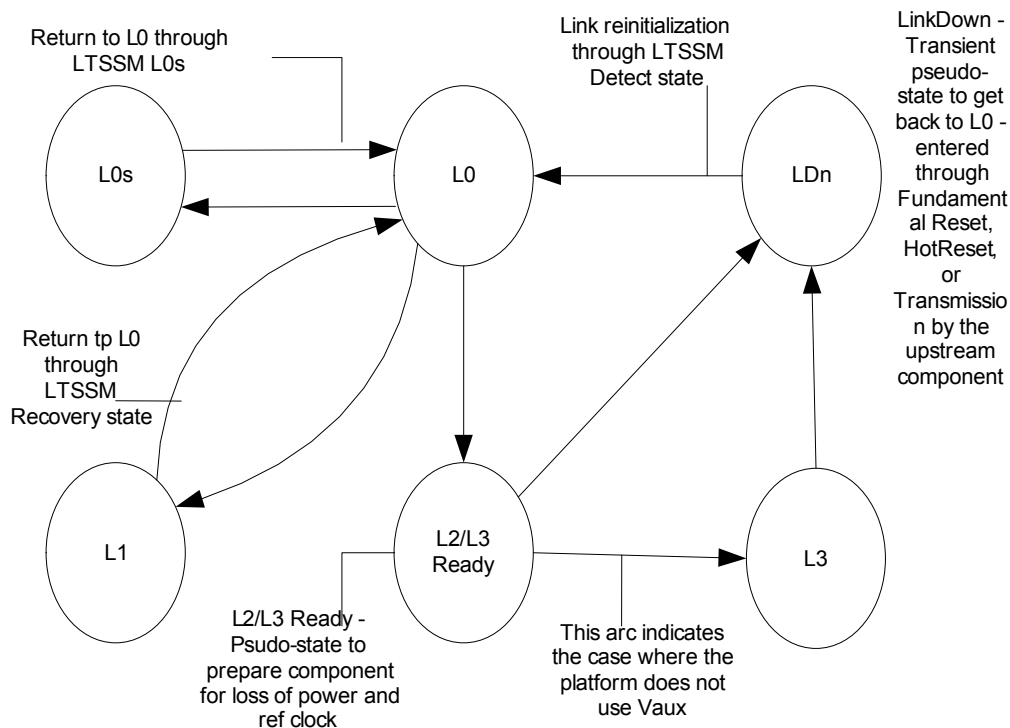 Return to L0 through
LTSSM L0s
Link reinitialization
through LTSSM
Detect state
LinkDown -
Transient
pseudo-
state to get
back to L0 -
entered
through
Fundament
al Reset,
HotReset,
or
Transmissio
n by the
upstream
component
L0s
L0
LDn
Return tp L0
through
LTSSM
Recovery state
L1
L2/L3
Ready
L3
L2/L3 Ready -
Psudo-state to
prepare component
for loss of power and
ref clock
This arc indicates
the case where the
platform does not
use Vaux